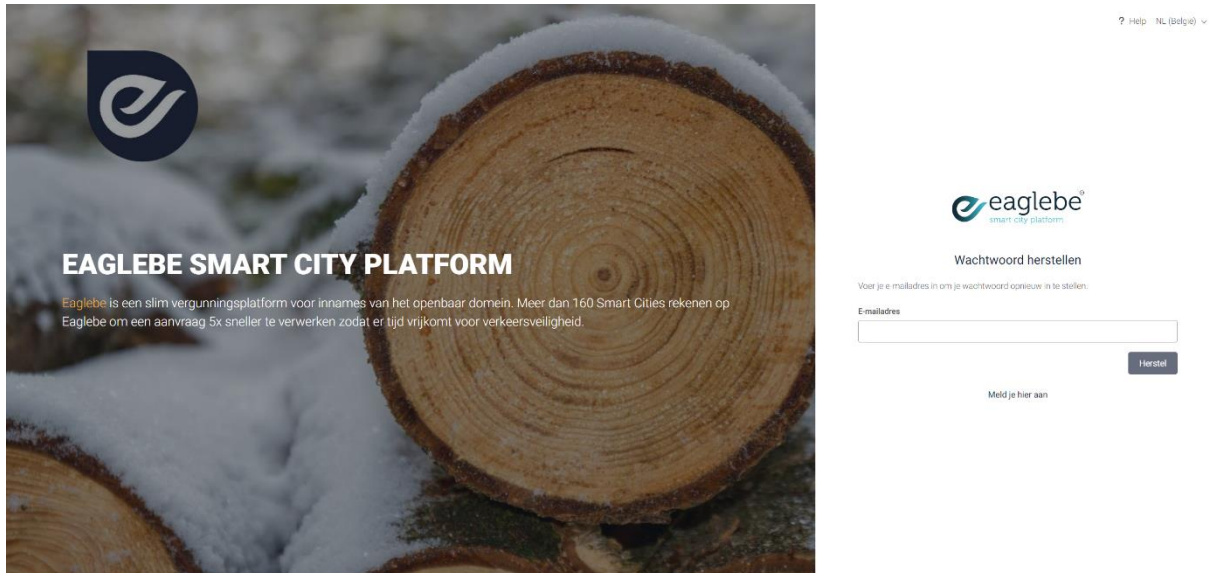 ? Help NL (België)
EAGLEBE SMART CITY PLATFORM
Eaglebe is een slim vergunningsplatform voor innames van het openbaar domein. Meer dan 160 Smart Cities rekenen op
Eaglebe om een aanvraag 5x sneller te verwerken zodat er tijd vrijkomt voor verkeersveiligheid.
eaglebe®
smart city platform
Wachtwoord herstellen
Voer je e-mailadres in om je wachtwoord opnieuw in te stellen.
E-mailadres
Herstel
Meld je hier aan